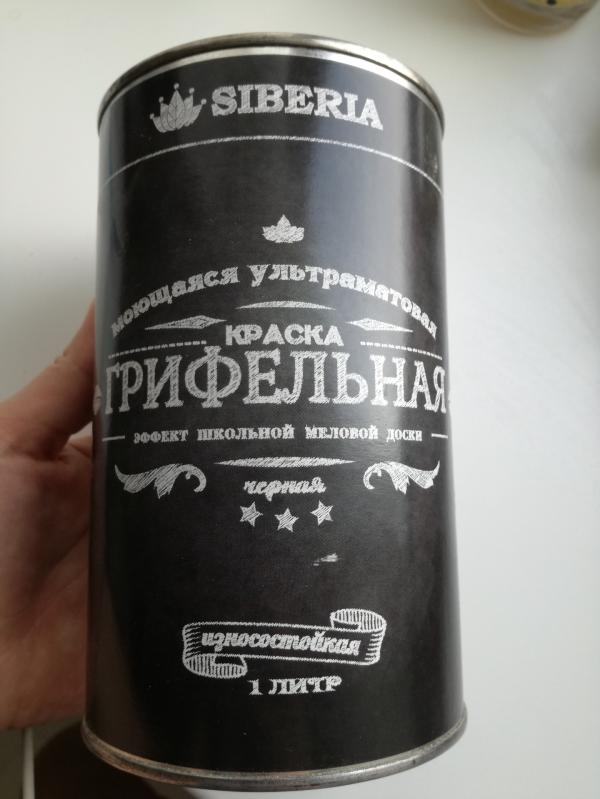 SIBERIA
моющаяся ультраматовая
КРАСКА
ГРИФЕЛЬНАЯ
ЭФФЕКТ ШКОЛЬНОЙ МЕЛОВОЙ ДОСКИ
черная
износостойкая
1 ЛИТР